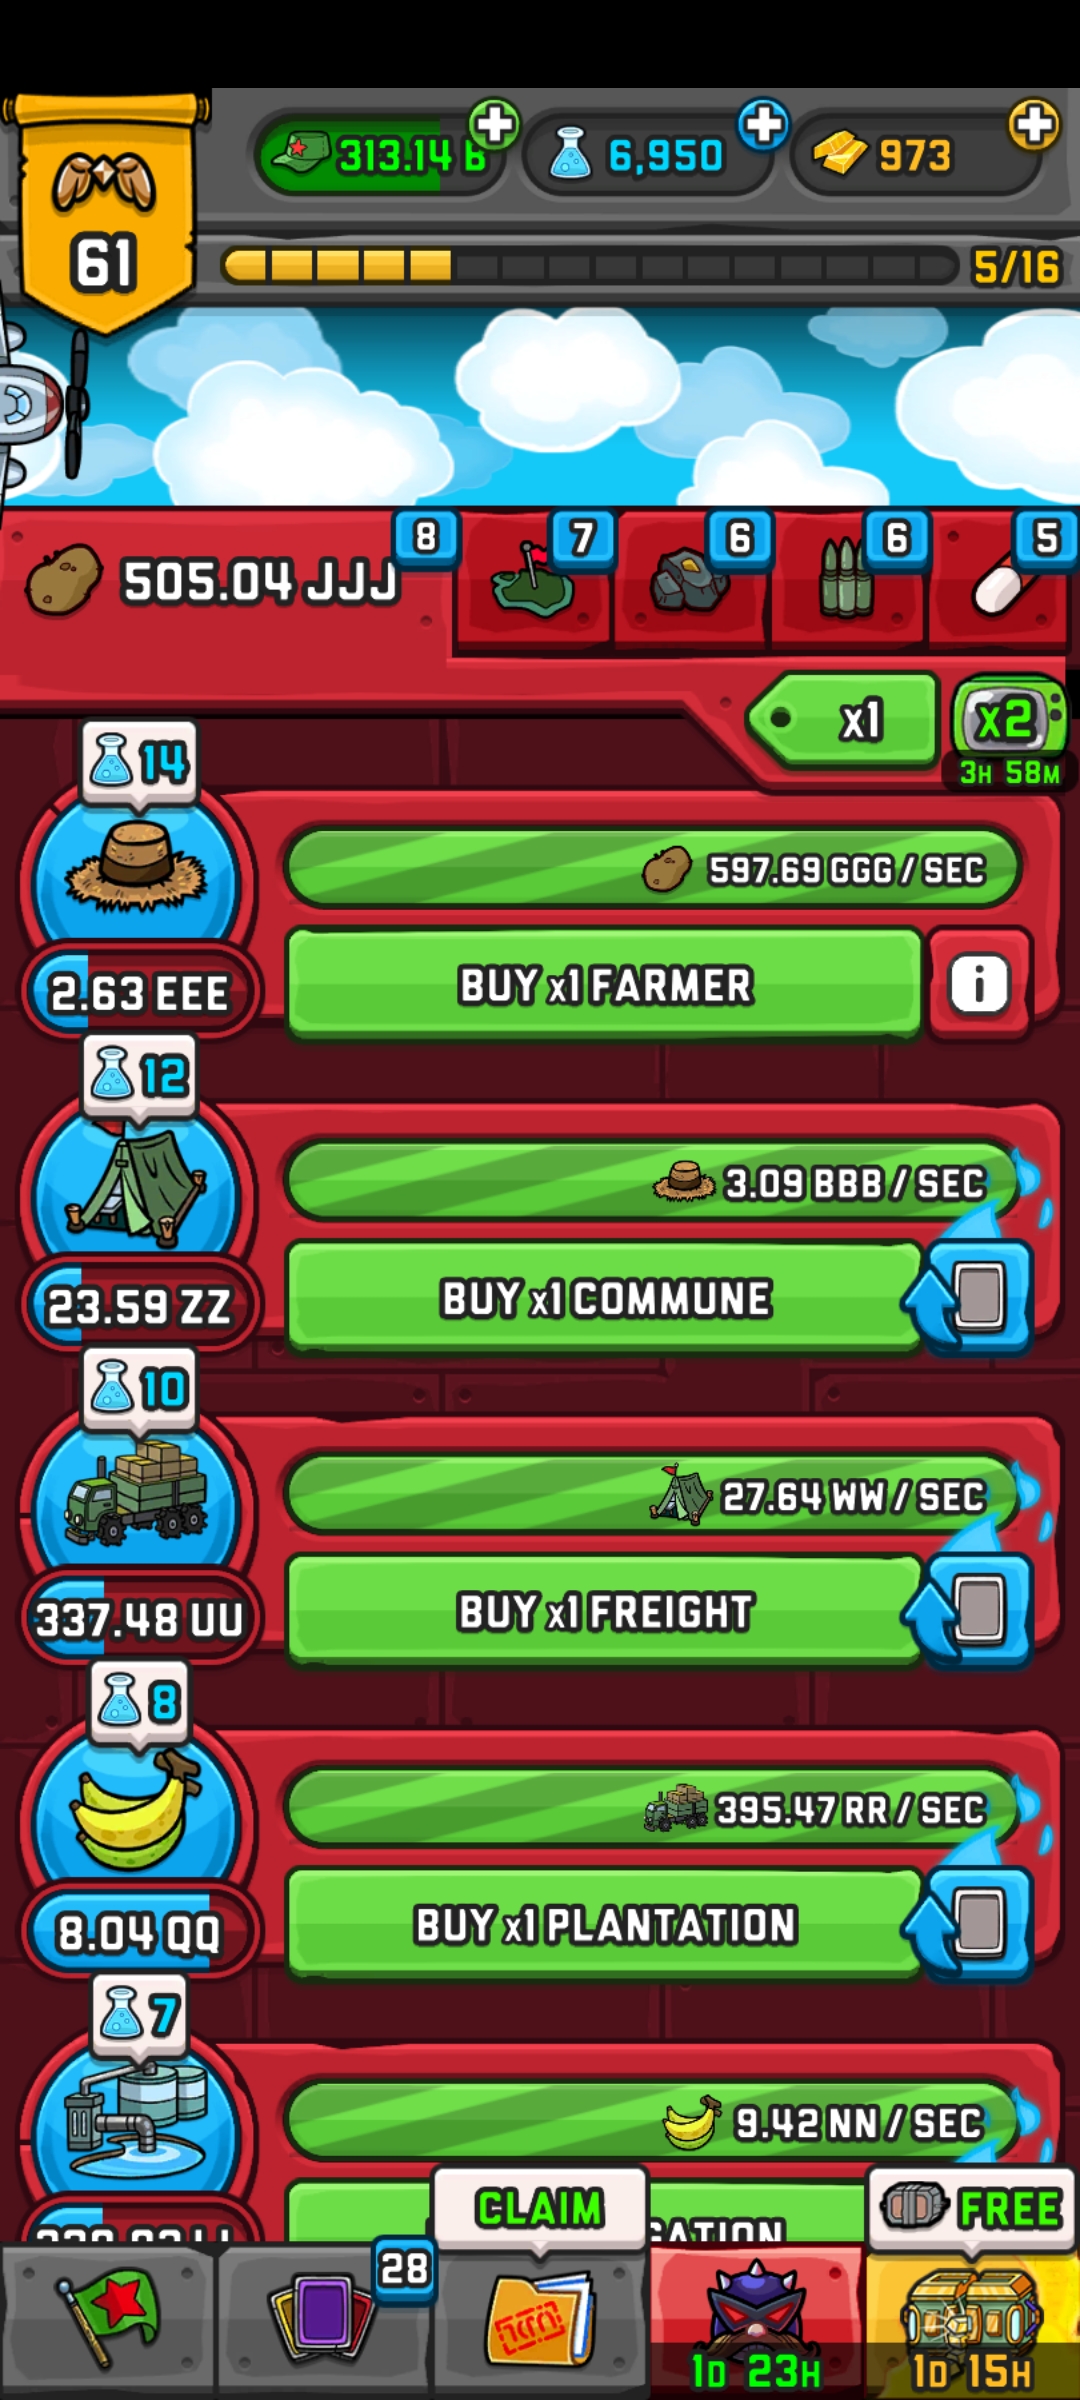 61
313.14 B
6,950
973
5/16
505.04 JJJ
8
7
6
6
5
x1
x2
3H 58M
14
597.69 GGG / SEC
2.63 EEE
BUY x1 FARMER
i
12
3.09 BBB / SEC
23.59 ZZ
BUY x1 COMMUNE
10
27.64 WW / SEC
337.48 UU
BUY x1 FREIGHT
8
395.47 RR / SEC
8.04 QQ
BUY x1 PLANTATION
7
9.42 NN / SEC
CLAIM
FREE
28
1D 23H
1D 15H